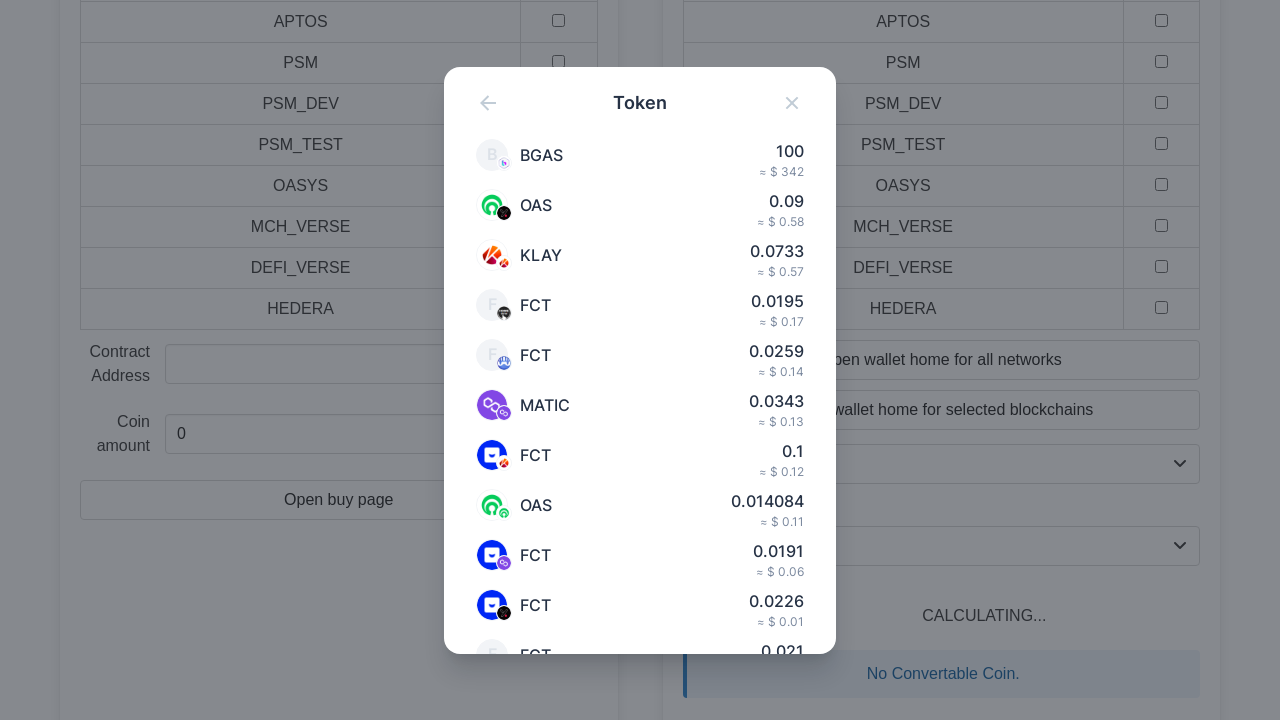 APTOS
PSM
PSM_DEV
PSM_TEST
OASYS
MCH_VERSE
DEFI_VERSE
HEDERA
Contract
Address
Coin
amount
0
Open buy page
Token
B
BGAS
100
≈ $ 342
OAS
0.09
≈ $ 0.58
KLAY
0.0733
≈ $ 0.57
F
FCT
0.0195
≈ $ 0.17
F
FCT
0.0259
≈ $ 0.14
MATIC
0.0343
≈ $ 0.13
FCT
0.1
≈ $ 0.12
OAS
0.014084
≈ $ 0.11
FCT
0.0191
≈ $ 0.06
FCT
0.0226
≈ $ 0.01
FCT
0.021
APTOS
PSM
PSM_DEV
PSM_TEST
OASYS
MCH_VERSE
DEFI_VERSE
HEDERA
pen wallet home for all networks
wallet home for selected blockchains
CALCULATING...
No Convertable Coin.